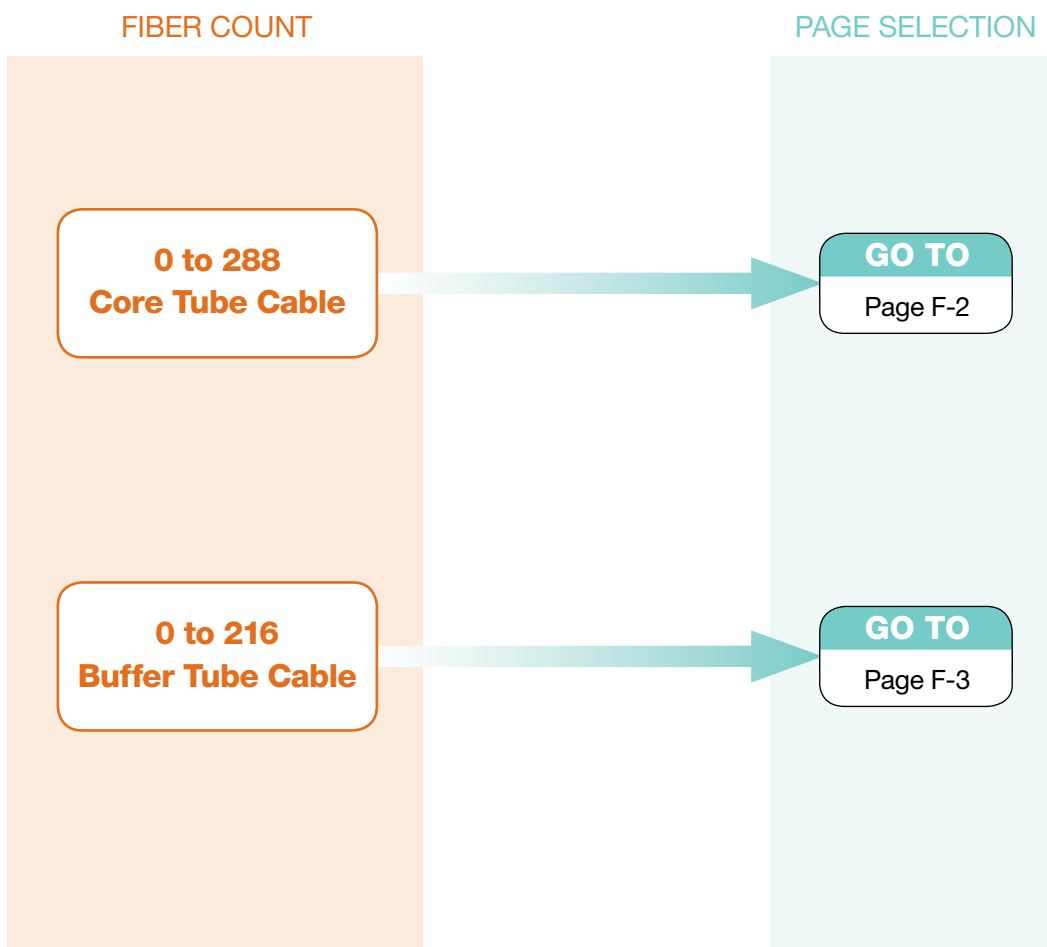 FIBER COUNT
PAGE SELECTION
0 to 288
Core Tube Cable
GO TO
Page F-2
0 to 216
Buffer Tube Cable
GO TO
Page F-3